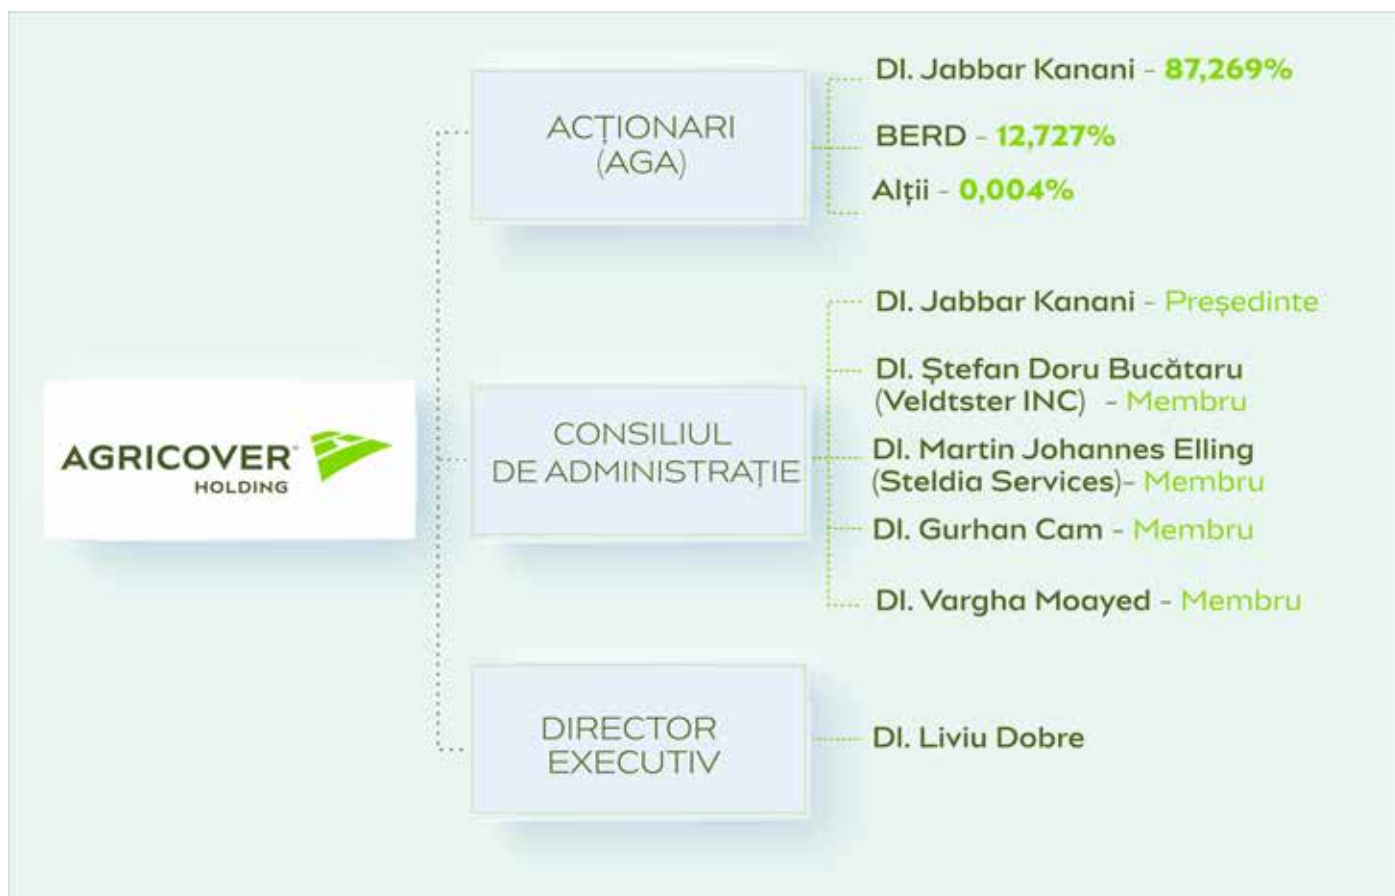 AGRICOVER
HOLDING
ACȚIONARI
(AGA)
Dl. Jabbar Kanani - 87,269%
BERD - 12,727%
Alții - 0,004%
CONSILIUL
DE ADMINISTRAȚIE
Dl. Jabbar Kanani - Președinte
Dl. Ștefan Doru Bucătaru
(Veldtster INC) - Membru
Dl. Martin Johannes Elling
(Steldia Services)- Membru
Dl. Gurhan Cam - Membru
Dl. Vargha Moayed - Membru
DIRECTOR
EXECUTIV
Dl. Liviu Dobre